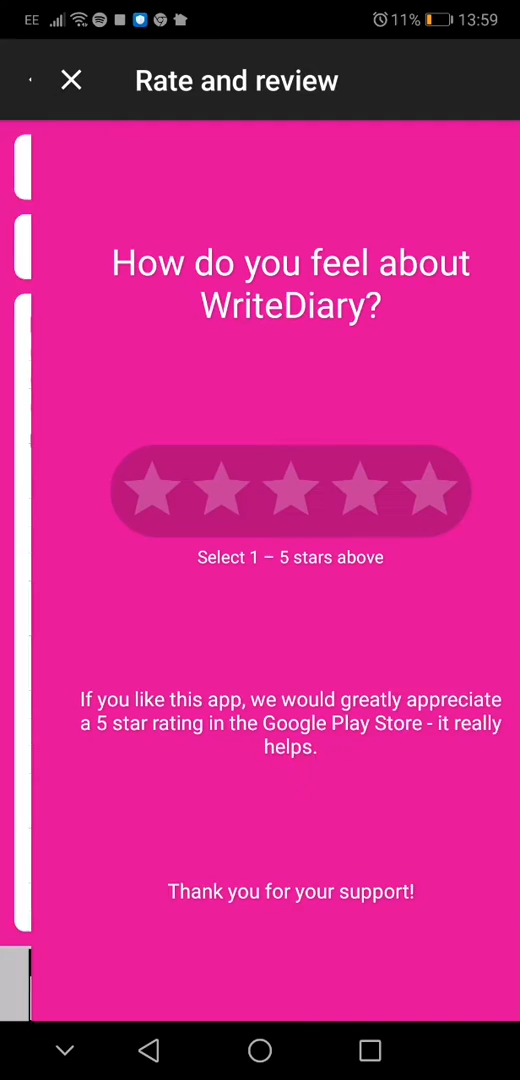 EE 11% 13:59
Rate and review
How do you feel about
WriteDiary?
Select 1 – 5 stars above
If you like this app, we would greatly appreciate
a 5 star rating in the Google Play Store - it really
helps.
Thank you for your support!